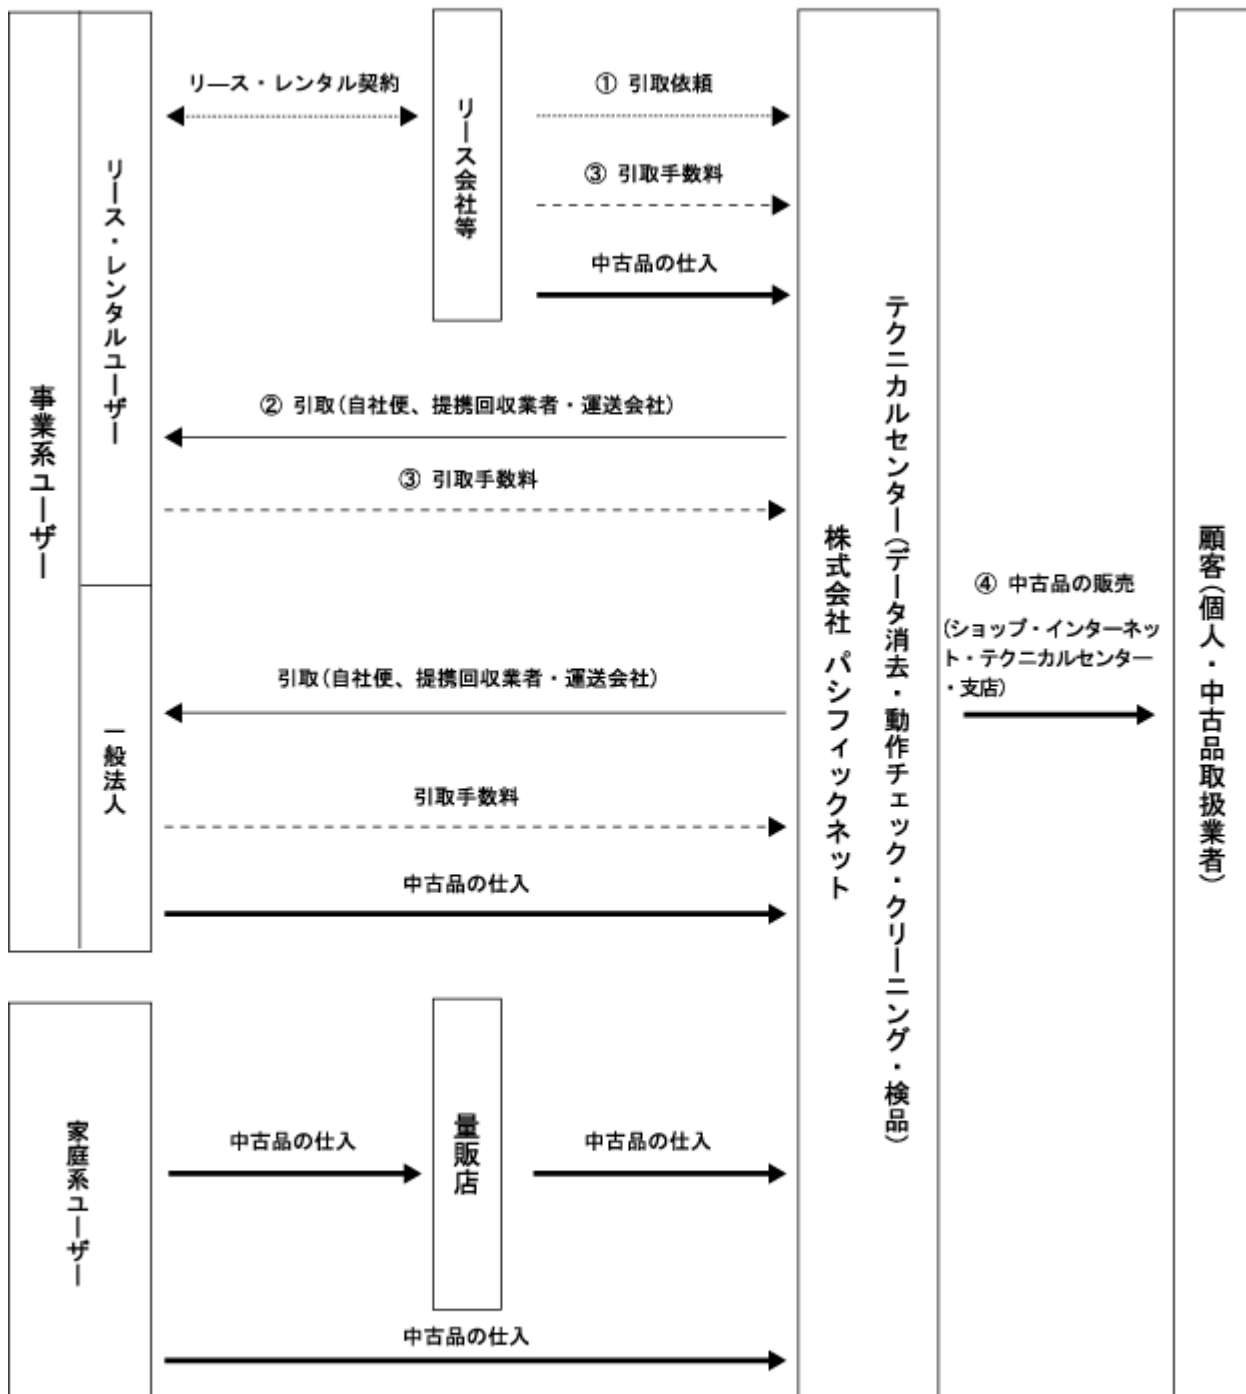 事業系ユーザー
リース・レンタルユーザー
一般法人
リース・レンタル契約
リース会社等
① 引取依頼
③ 引取手数料
中古品の仕入
② 引取(自社便、提携回収業者・運送会社)
③ 引取手数料
引取(自社便、提携回収業者・運送会社)
引取手数料
中古品の仕入
家庭系ユーザー
中古品の仕入
量販店
中古品の仕入
中古品の仕入
株式会社 パシフィックネット
テクニカルセンター(データ消去・動作チェック・クリーニング・検品)
④ 中古品の販売
(ショップ・インターネッ
ト・テクニカルセンター
・支店)
顧客(個人・中古品取扱業者)